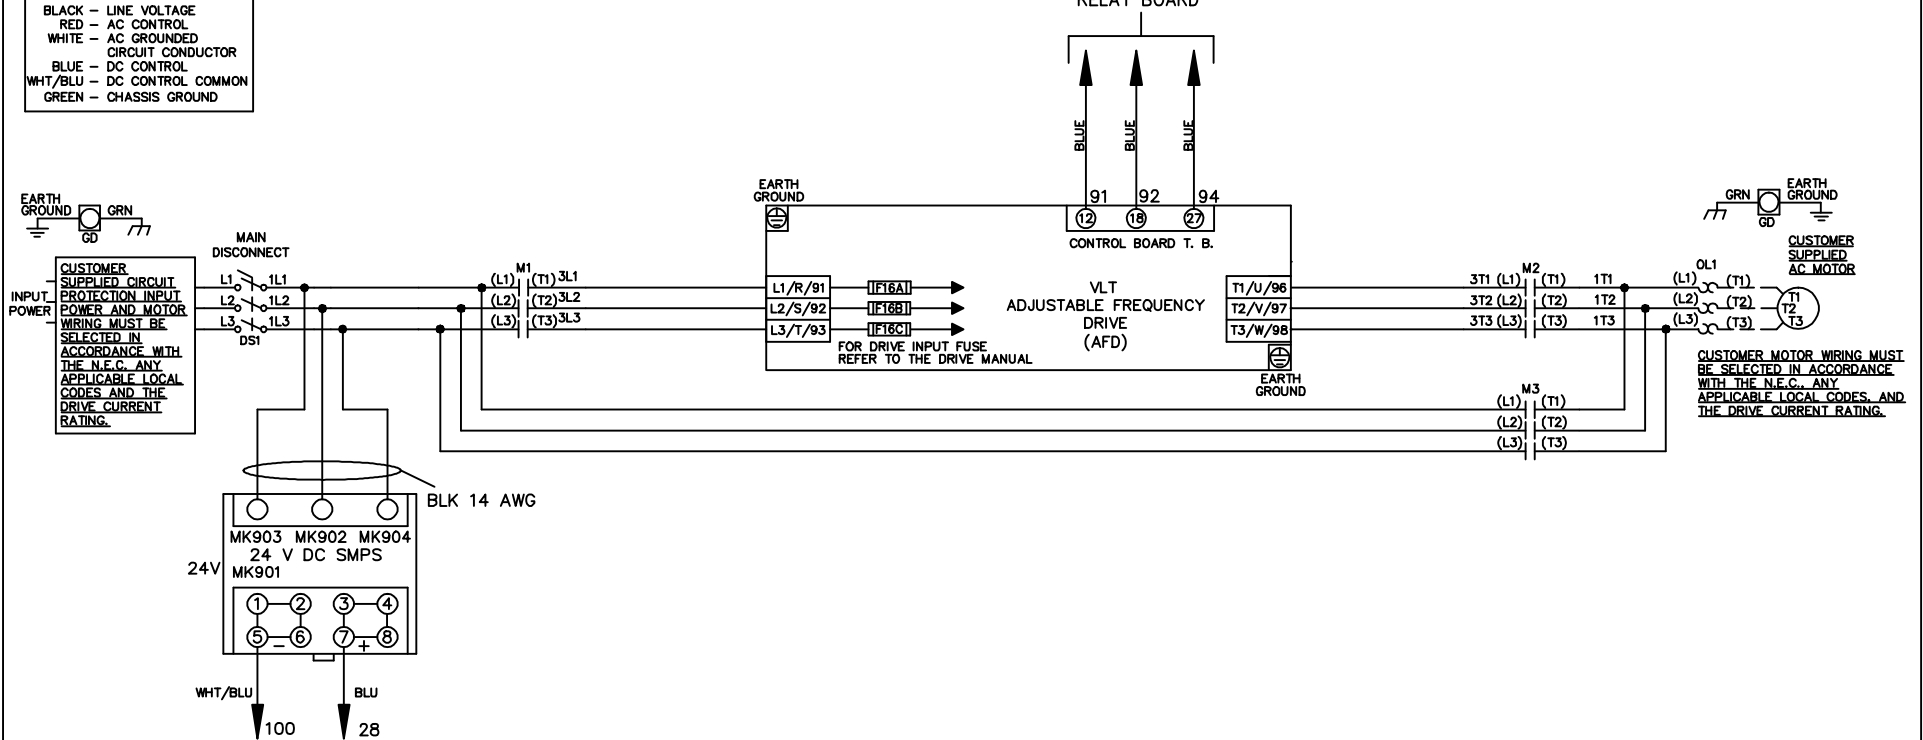 BLACK – LINE VOLTAGE
RED – AC CONTROL
WHITE – AC GROUNDED
CIRCUIT CONDUCTOR
BLUE – DC CONTROL
WHT/BLU – DC CONTROL COMMON
GREEN – CHASSIS GROUND
RELAY BOARD
BLUE
BLUE
BLUE
91
92
94
12
18
27
CONTROL BOARD T. B.
EARTH
GROUND
GRN
GD
MAIN
DISCONNECT
INPUT
POWER
CUSTOMER
SUPPLIED CIRCUIT
PROTECTION INPUT
POWER AND MOTOR
WIRING MUST BE
SELECTED IN
ACCORDANCE WITH
THE N.E.C. ANY
APPLICABLE LOCAL
CODES AND THE
DRIVE CURRENT
RATING.
L1
1L1
L2
1L2
L3
1L3
DS1
M1
(L1)
(T1)
3L1
(L2)
(T2)
3L2
(L3)
(T3)
3L3
EARTH
GROUND
L1/R/91
L2/S/92
L3/T/93
F16A
F16B
F16C
FOR DRIVE INPUT FUSE
REFER TO THE DRIVE MANUAL
VLT
ADJUSTABLE FREQUENCY
DRIVE
(AFD)
T1/U/96
T2/V/97
T3/W/98
EARTH
GROUND
M2
3T1 (L1)
(T1)
1T1
3T2 (L2)
(T2)
1T2
3T3 (L3)
(T3)
1T3
M3
(L1)
(T1)
(L2)
(T2)
(L3)
(T3)
GRN
EARTH
GROUND
GD
CUSTOMER
SUPPLIED
AC MOTOR
OL1
(L1)
(T1)
(L2)
(T2)
(L3)
(T3)
T1
T2
T3
CUSTOMER MOTOR WIRING MUST
BE SELECTED IN ACCORDANCE
WITH THE N.E.C., ANY
APPLICABLE LOCAL CODES, AND
THE DRIVE CURRENT RATING.
BLK 14 AWG
MK903 MK902 MK904
24 V DC SMPS
24V
MK901
1
2
3
4
5
6
7
8
–
+
WHT/BLU
BLU
100
28